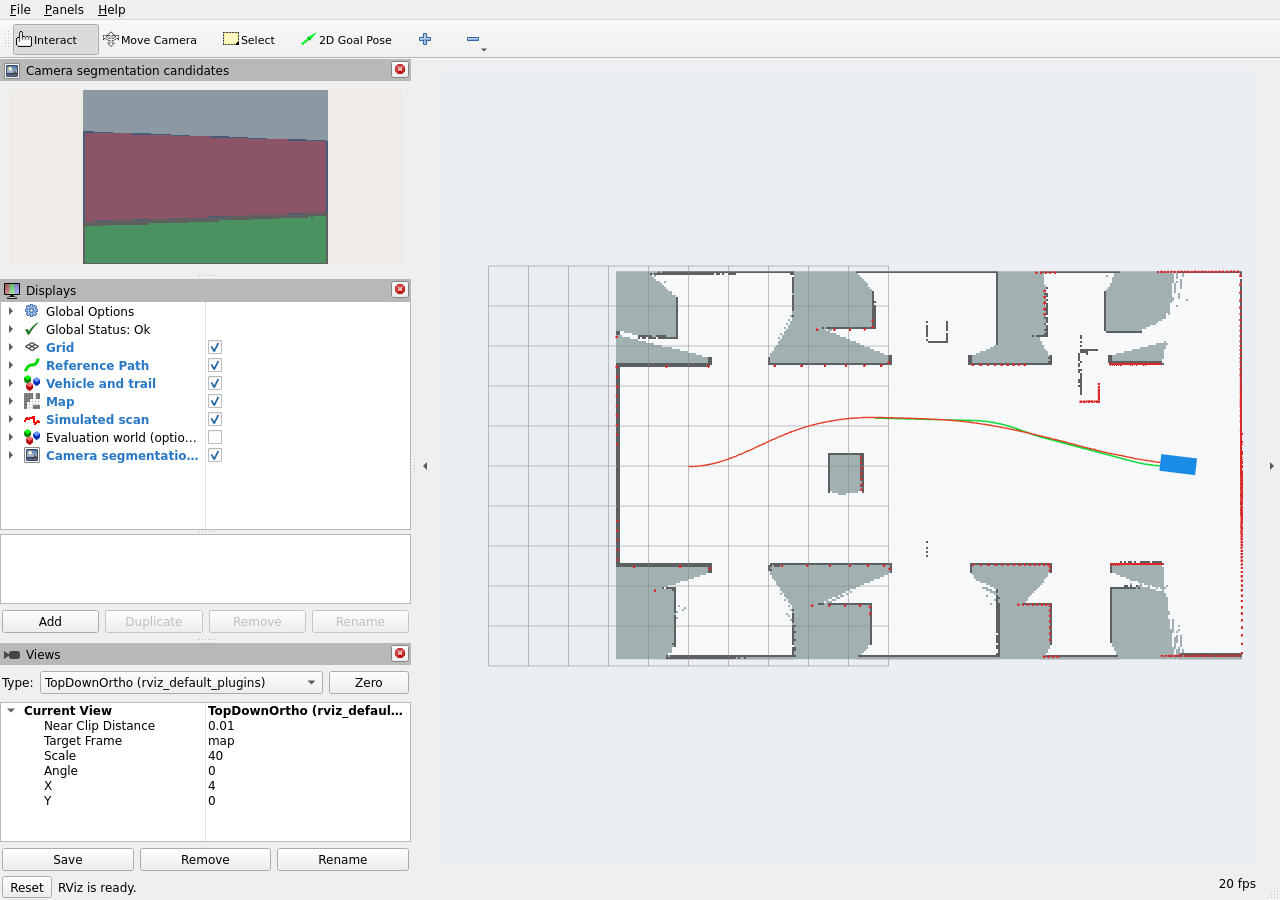 File Panels Help
Interact Move Camera Select 2D Goal Pose
Camera segmentation candidates
Displays
Global Options
Global Status: Ok
Grid
Reference Path
Vehicle and trail
Map
Simulated scan
Evaluation world (optio...
Camera segmentatio...
Add Duplicate Remove Rename
Views
Type: TopDownOrtho (rviz_default_plugins) Zero
Current View TopDownOrtho (rviz_defaul...
Near Clip Distance 0.01
Target Frame map
Scale 40
Angle 0
X 4
Y 0
Save Remove Rename
Reset RViz is ready. 20 fps